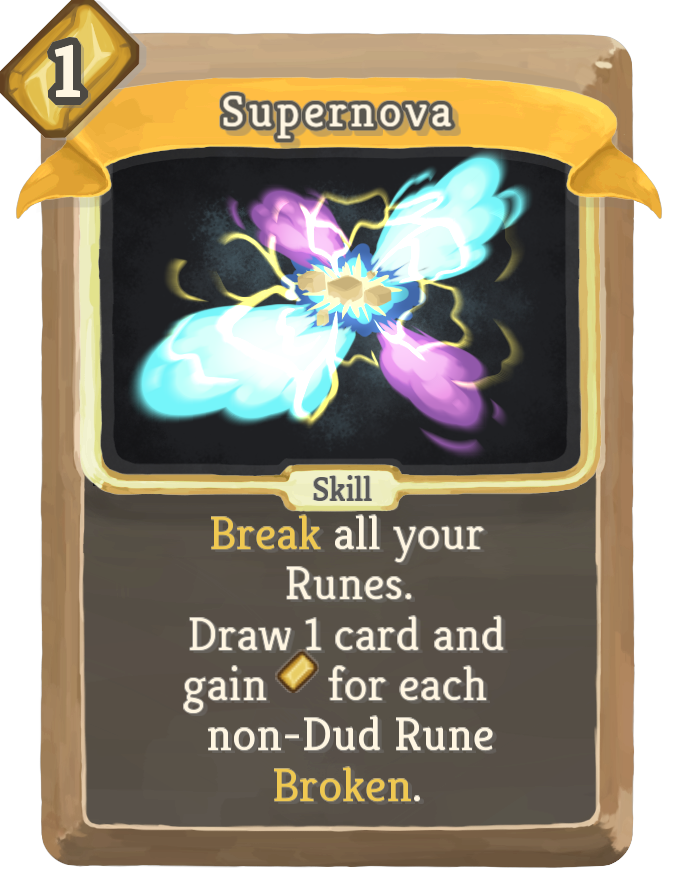 1
Supernova
Skill
Break all your
Runes.
Draw 1 card and
gain for each
non-Dud Rune
Broken.